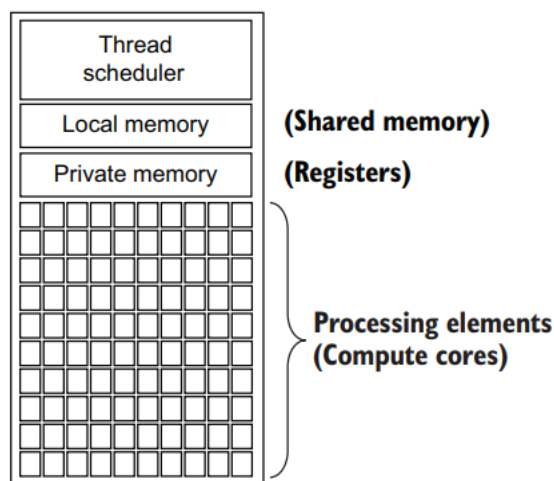 Thread
scheduler
Local memory
(Shared memory)
Private memory
(Registers)
Processing elements
(Compute cores)